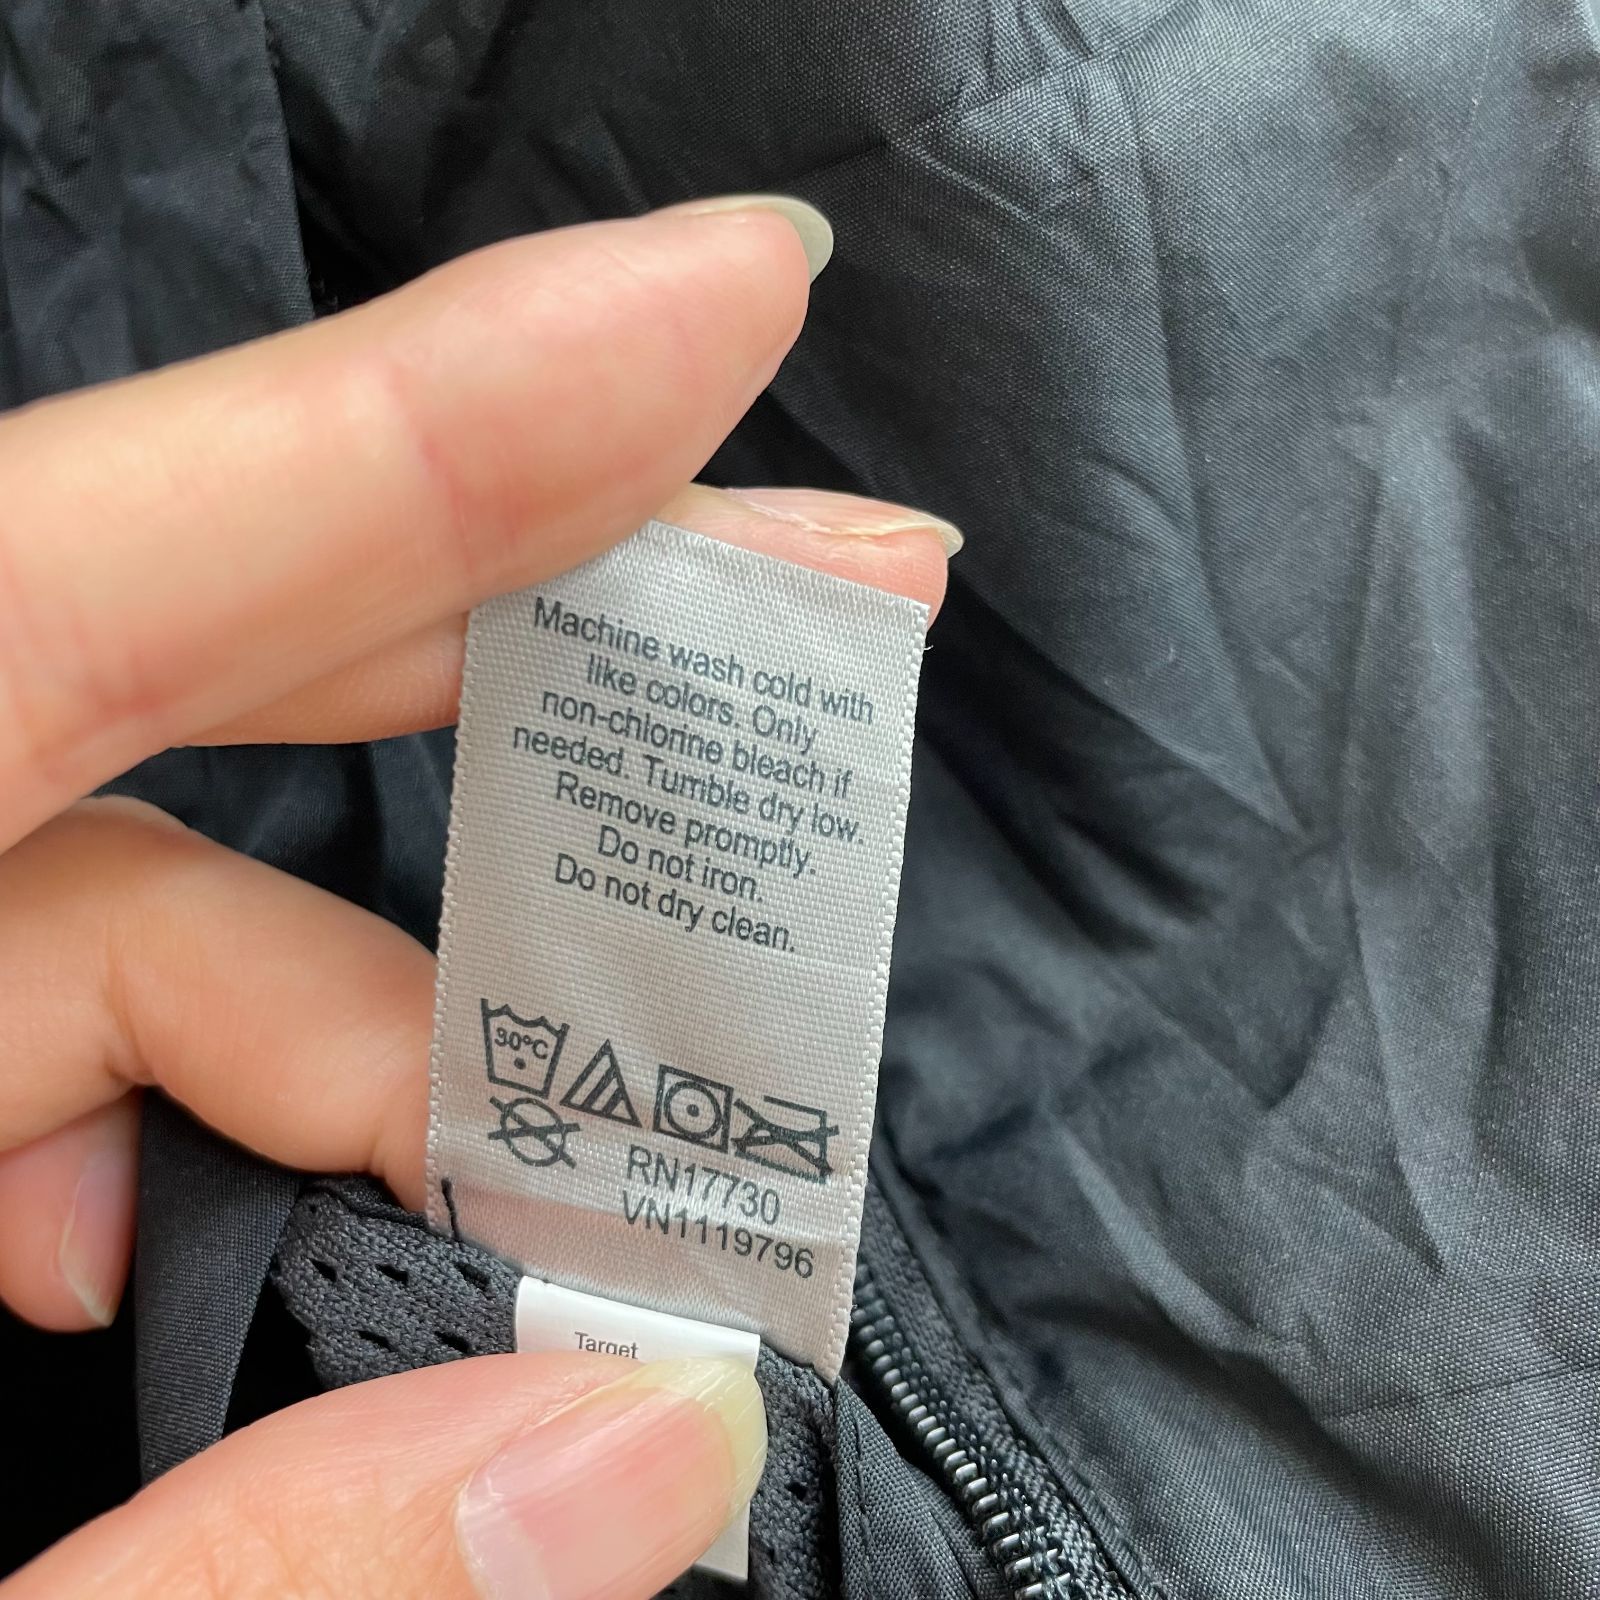 Machine wash cold with
like colors. Only
non-chlorine bleach if
needed. Tumble dry low.
Remove promptly.
Do not iron.
Do not dry clean.
30°C
RN17730
VN1119796
Target